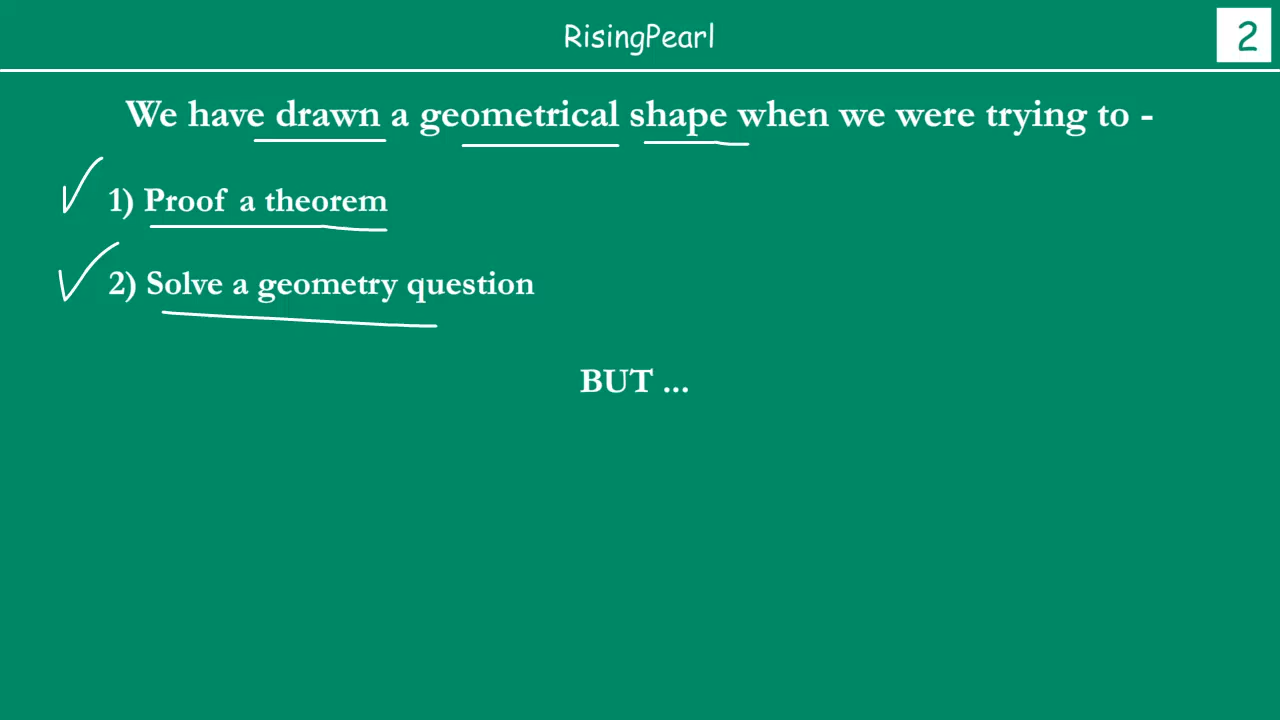 RisingPearl
2
We have drawn a geometrical shape when we were trying to -
1) Proof a theorem
2) Solve a geometry question
BUT ...